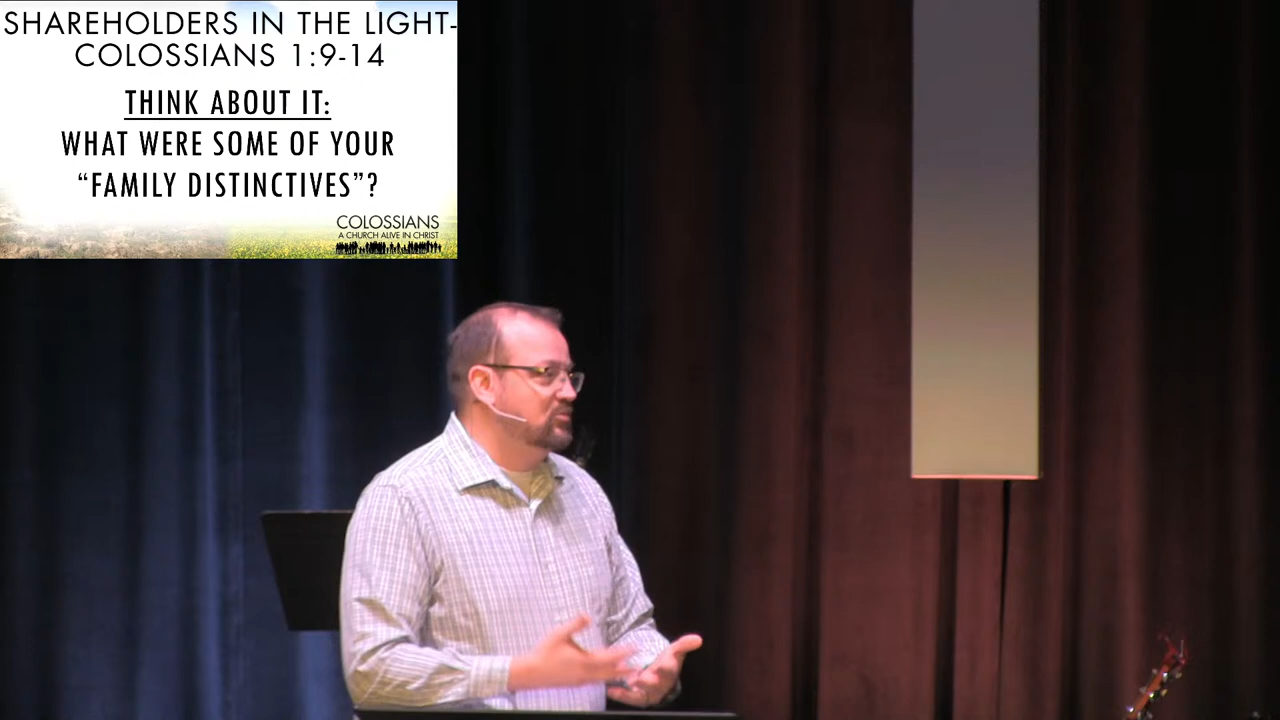 SHAREHOLDERS IN THE LIGHT-
COLOSSIANS 1:9-14
THINK ABOUT IT:
WHAT WERE SOME OF YOUR
“FAMILY DISTINCTIVES”?
COLOSSIANS
A CHURCH ALIVE IN CHRIST